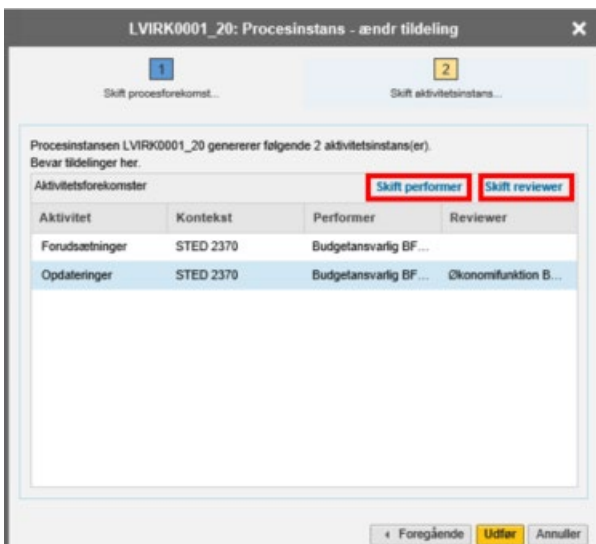 LVIRK0001_20: Procesinstans - ændr tildeling
1 2
Skift procesforekomst... Skift aktivitetsinstans...
Procesinstansen LVIRK0001_20 genererer følgende 2 aktivitetsinstans(er).
Bevar tildelinger her.
Aktivitetsforekomster Skift performer Skift reviewer
Aktivitet Kontekst Performer Reviewer
Forudsætninger STED 2370 Budgetansvarlig BF...
Opdateringer STED 2370 Budgetansvarlig BF... Økonomifunktion B...
Foregående Udfør Annuller